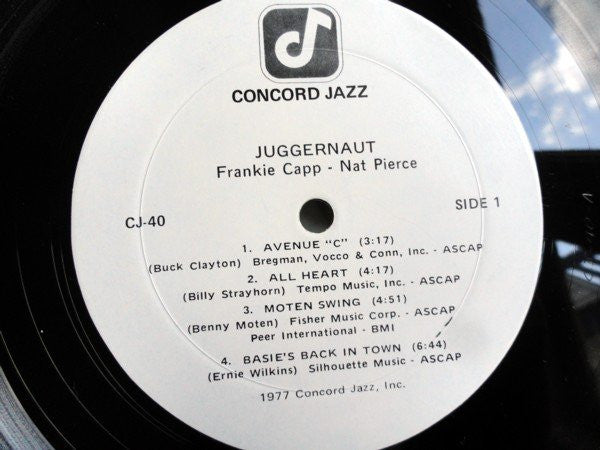 CONCORD JAZZ
JUGGERNAUT
Frankie Capp - Nat Pierce
CJ-40
SIDE 1
1. AVENUE "C" (3:17)
(Buck Clayton) Bregman, Vocco & Conn, Inc. - ASCAP
2. ALL HEART (4:17)
(Billy Strayhorn) Tempo Music, Inc. - ASCAP
3. MOTEN SWING (4:51)
(Benny Moten) Fisher Music Corp. - ASCAP
Peer International - BMI
4. BASIE'S BACK IN TOWN (6:44)
(Ernie Wilkins) Silhouette Music - ASCAP
1977 Concord Jazz, Inc.